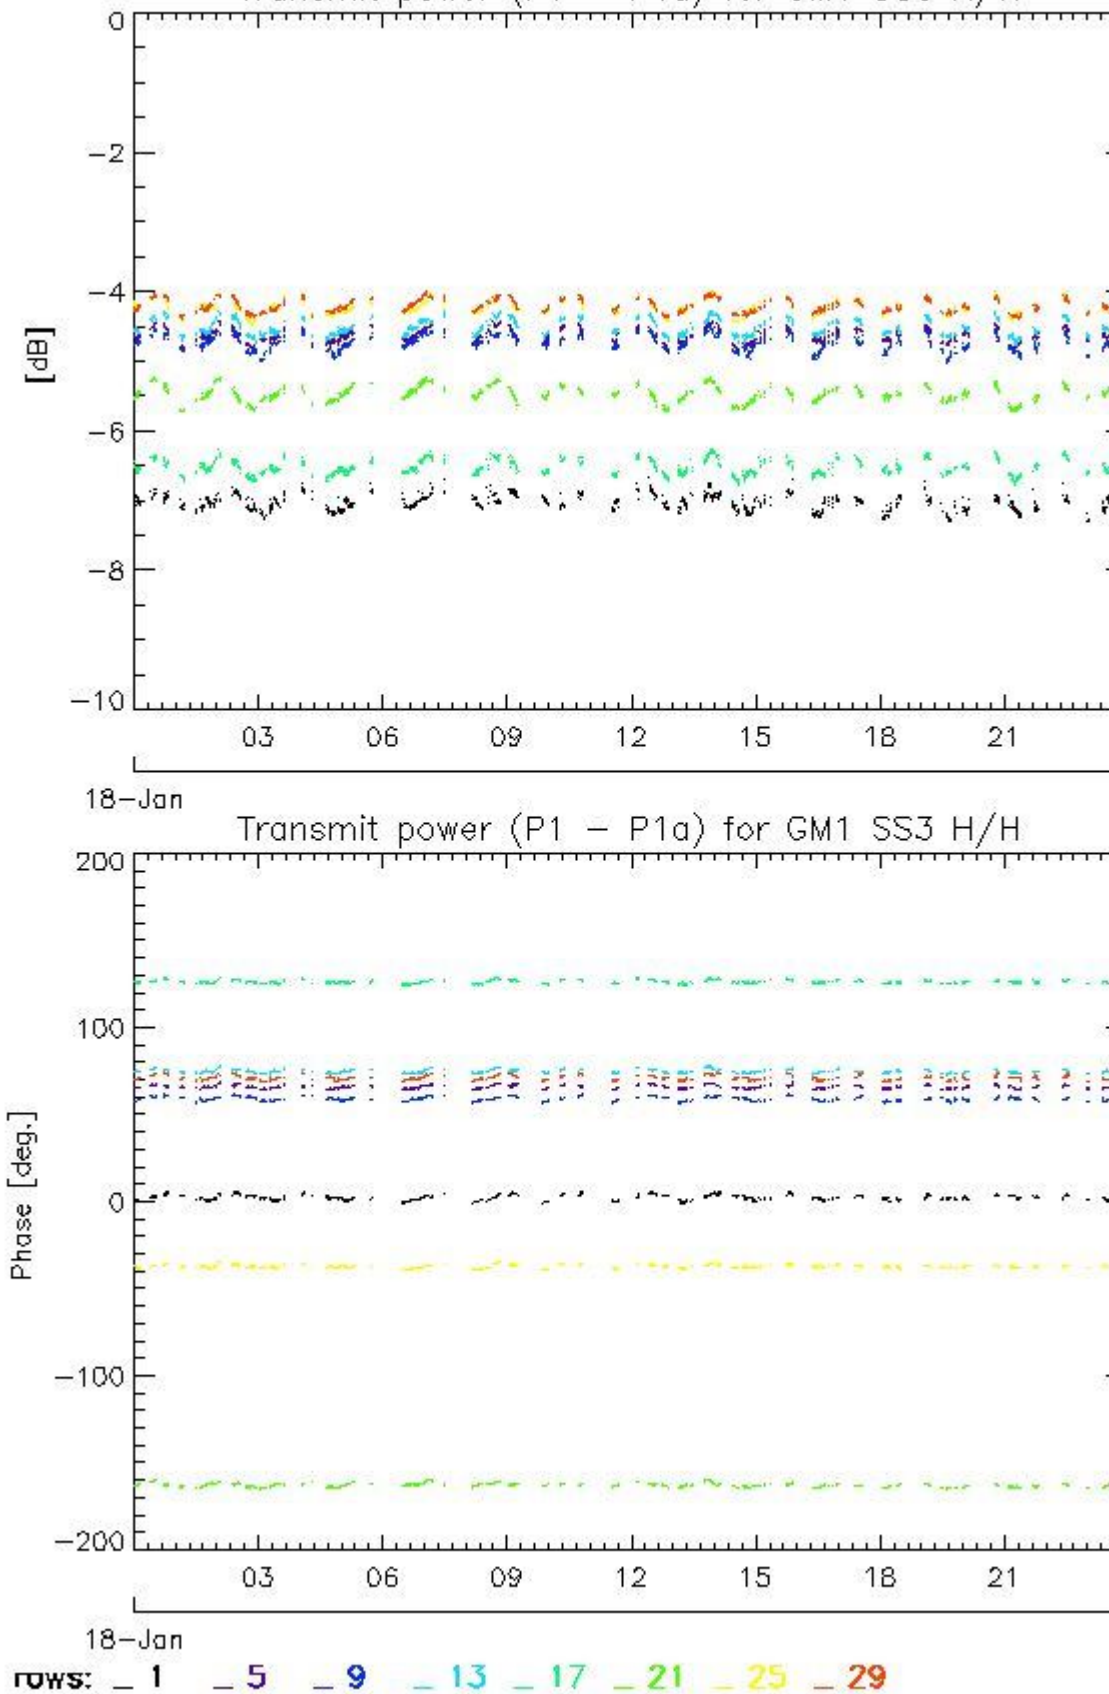 0
-2
-4
[dB]
-6
-8
-10
03 06 09 12 15 18 21
18-Jan
Transmit power (P1 - P1a) for GM1 SS3 H/H
200
100
Phase [deg.]
0
-100
-200
03 06 09 12 15 18 21
18-Jan
rows: _ 1 _ 5 _ 9 _ 13 _ 17 _ 21 _ 25 _ 29